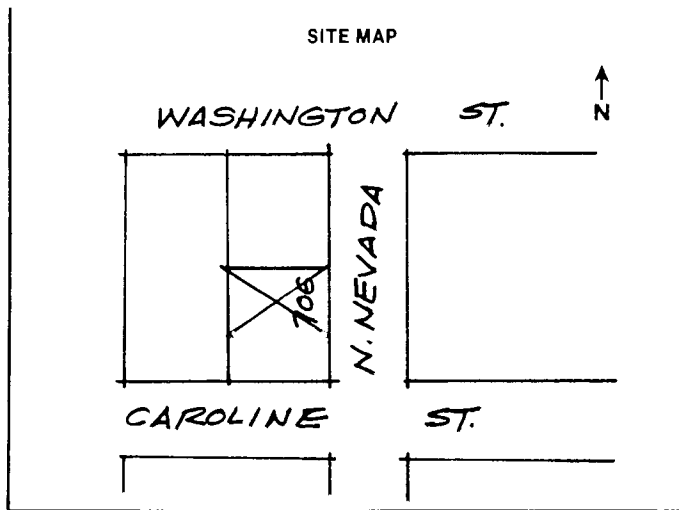 SITE MAP
N
WASHINGTON ST.
N. NEVADA
706
CAROLINE ST.